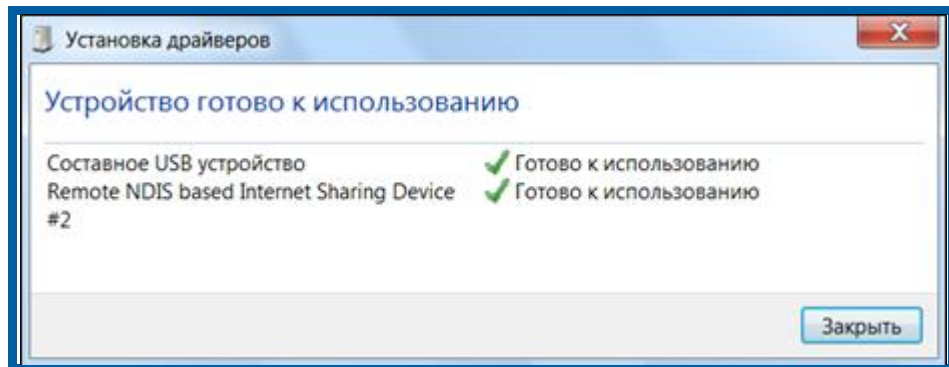 Установка драйверов
Устройство готово к использованию
Составное USB устройство Готово к использованию
Remote NDIS based Internet Sharing Device Готово к использованию
#2
Закрыть